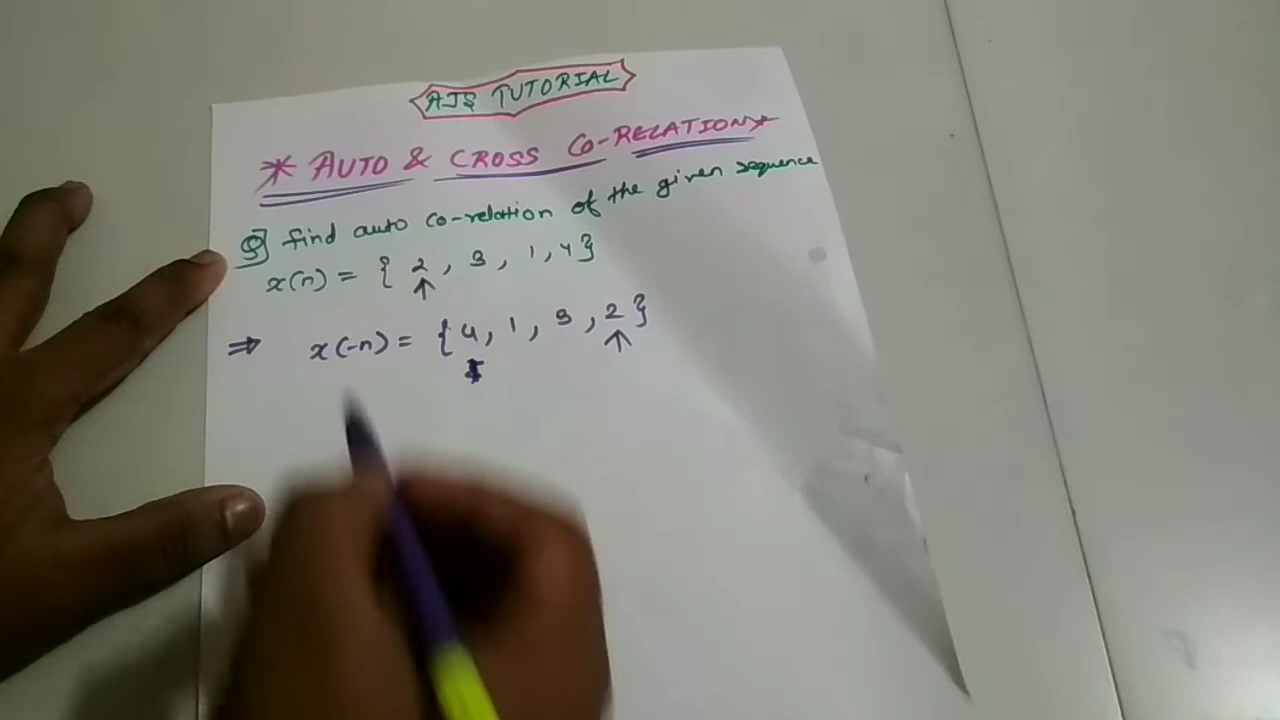 AJS TUTORIAL
* AUTO & CROSS CO-RELATION *
Q] find auto co-relation of the given sequence
x(n) = { 2, 3, 1, 4 }
↑
⇒ x(-n) = { 4, 1, 3, 2 }
↑